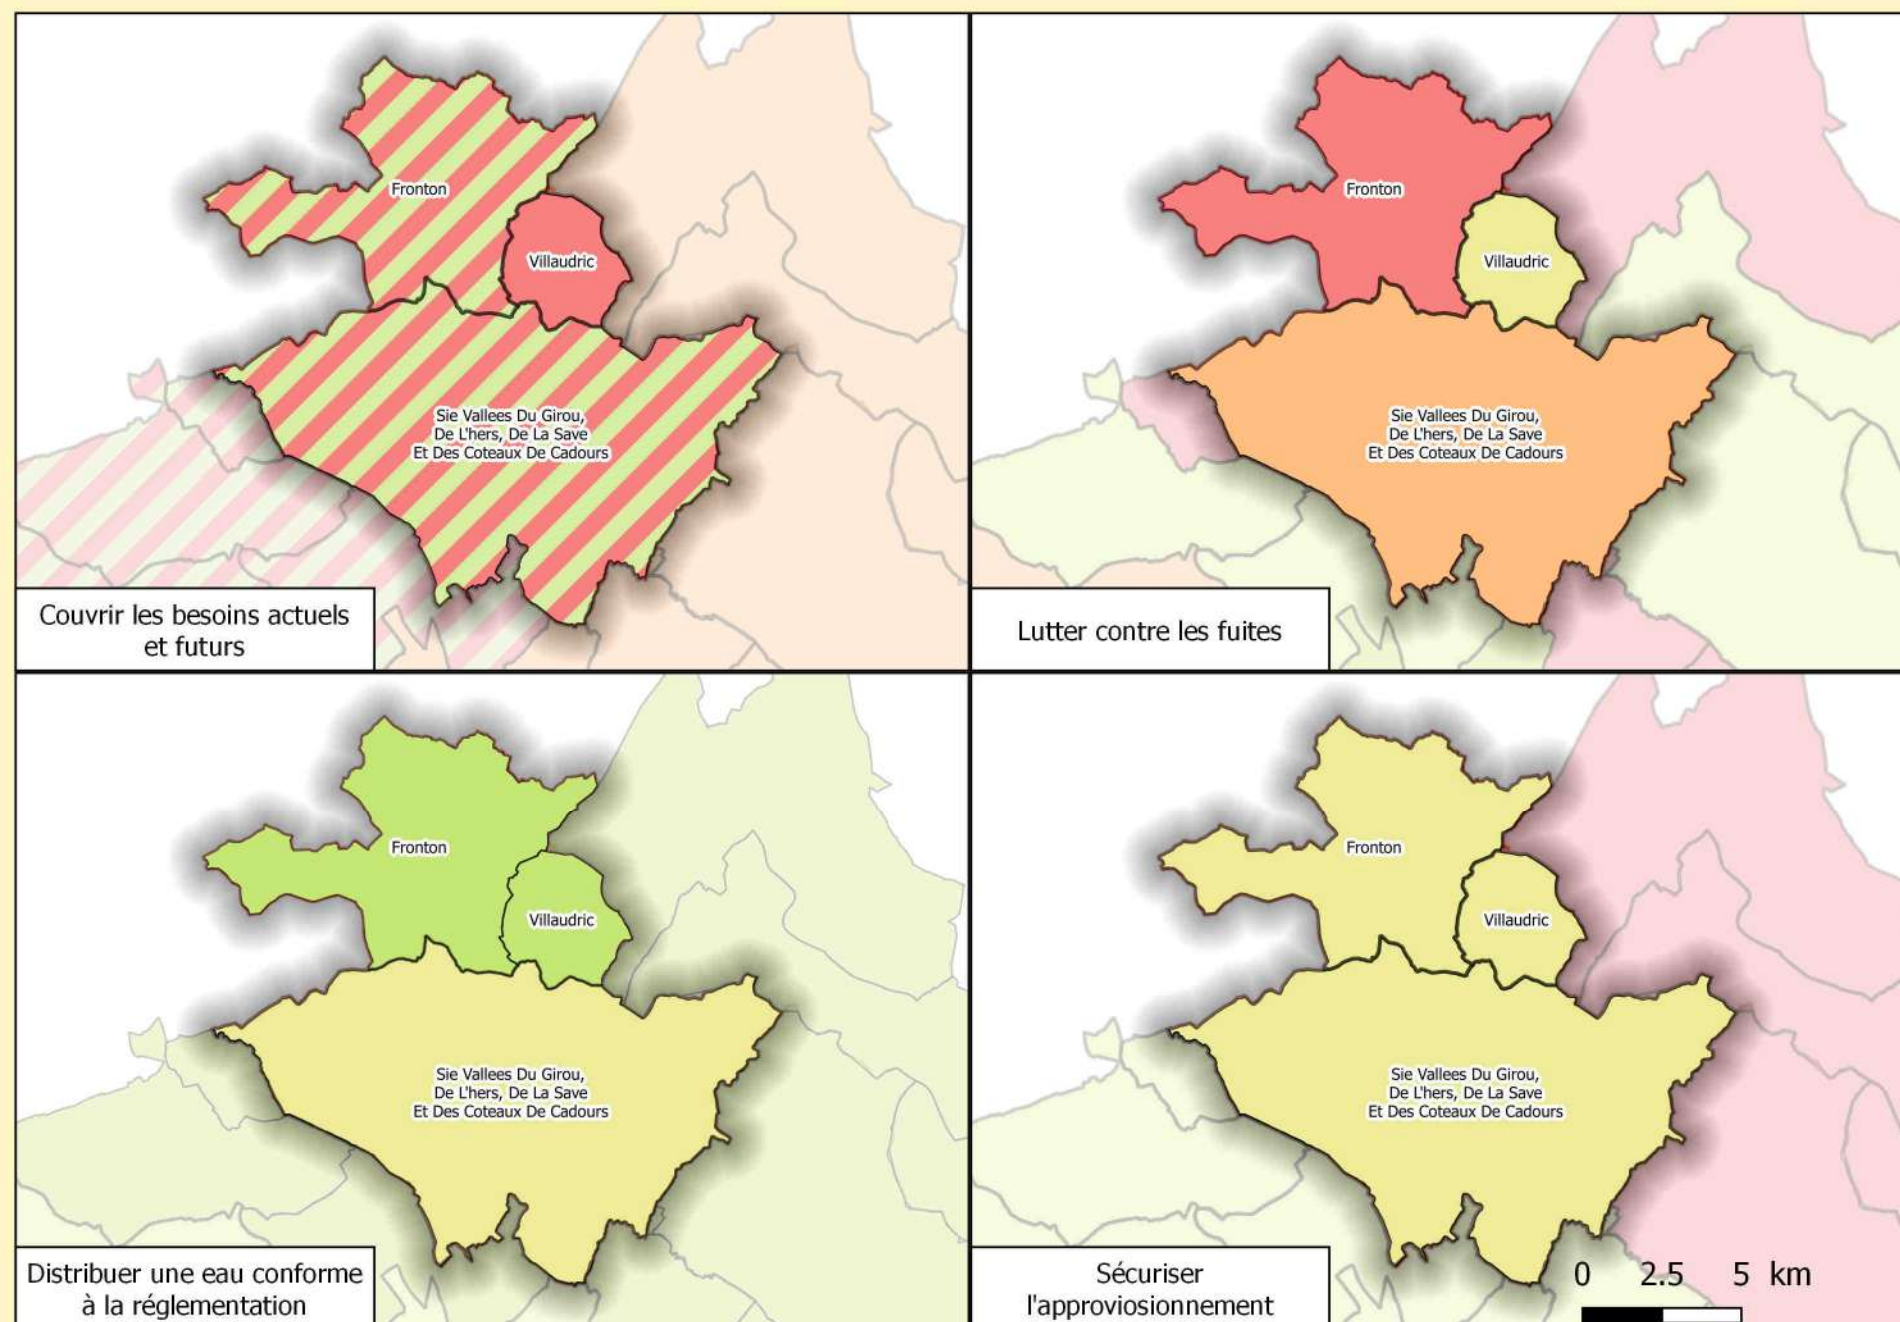 Fronton
Villaudric
Sie Vallees Du Girou,
De L'hers, De La Save
Et Des Coteaux De Cadours
Couvrir les besoins actuels
et futurs
Fronton
Villaudric
Sie Vallees Du Girou,
De L'hers, De La Save
Et Des Coteaux De Cadours
Lutter contre les fuites
Fronton
Villaudric
Sie Vallees Du Girou,
De L'hers, De La Save
Et Des Coteaux De Cadours
Distribuer une eau conforme
à la réglementation
Fronton
Villaudric
Sie Vallees Du Girou,
De L'hers, De La Save
Et Des Coteaux De Cadours
Sécuriser
l'approviosionnement
0 2.5 5 km